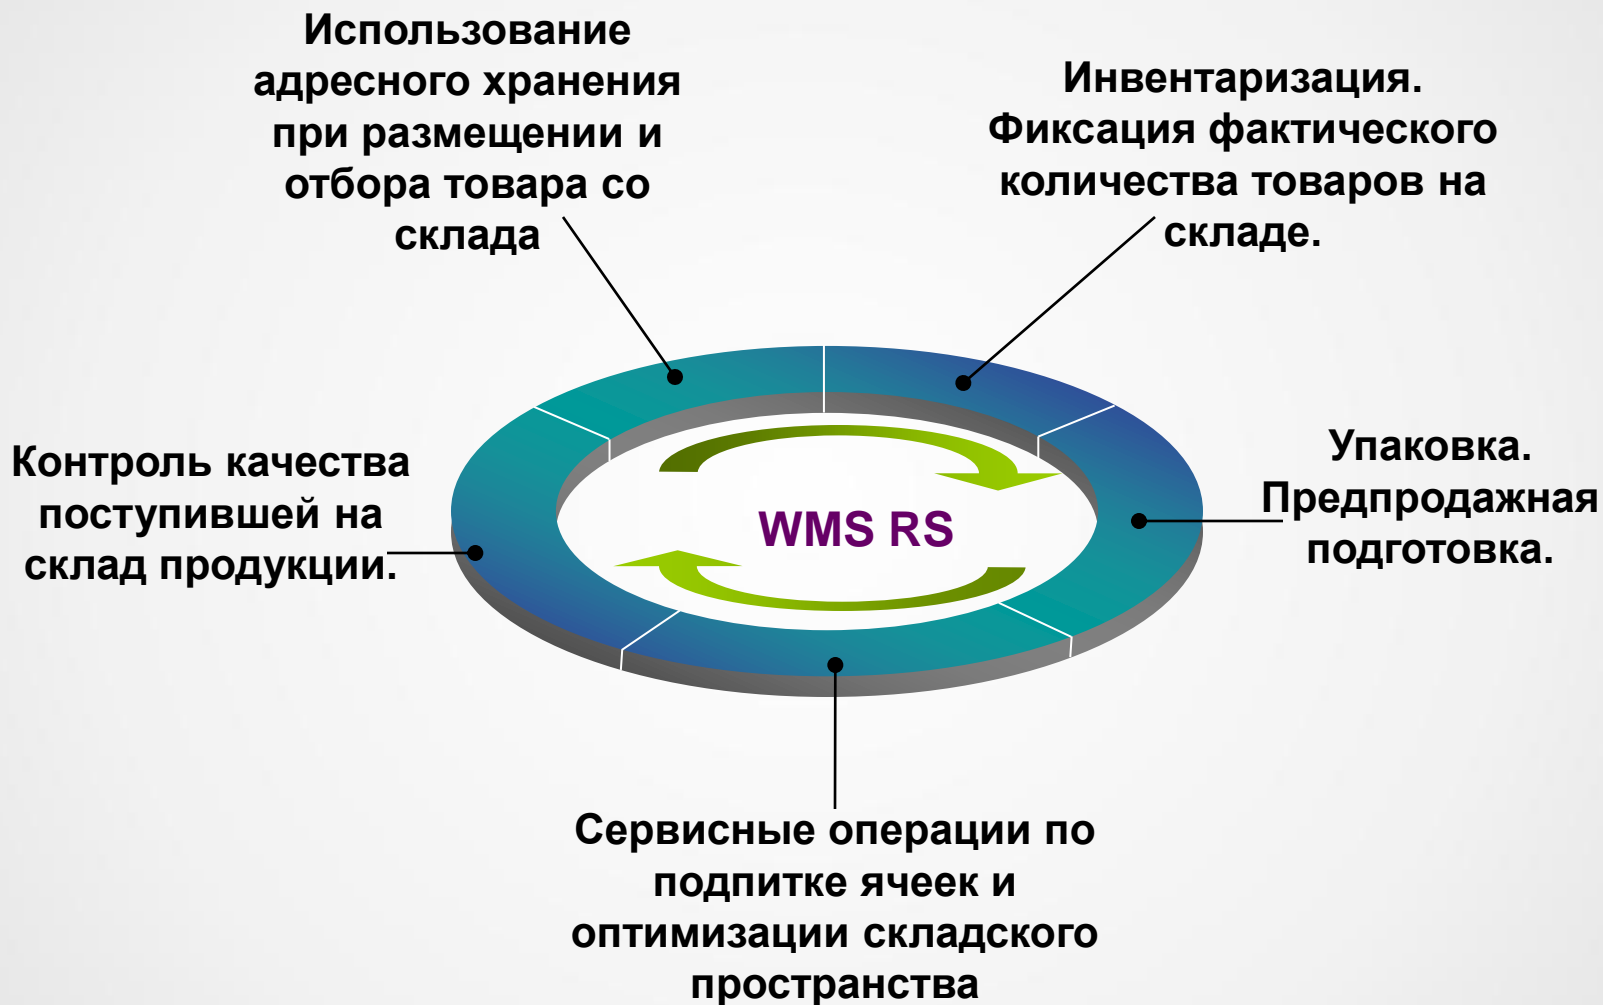 Использование
адресного хранения
при размещении и
отбора товара со
склада
Инвентаризация.
Фиксация фактического
количества товаров на
складе.
Контроль качества
поступившей на
склад продукции.
WMS RS
Упаковка.
Предпродажная
подготовка.
Сервисные операции по
подпитке ячеек и
оптимизации складского
пространства